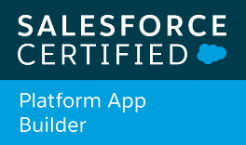 SALESFORCE
CERTIFIED
Platform App
Builder